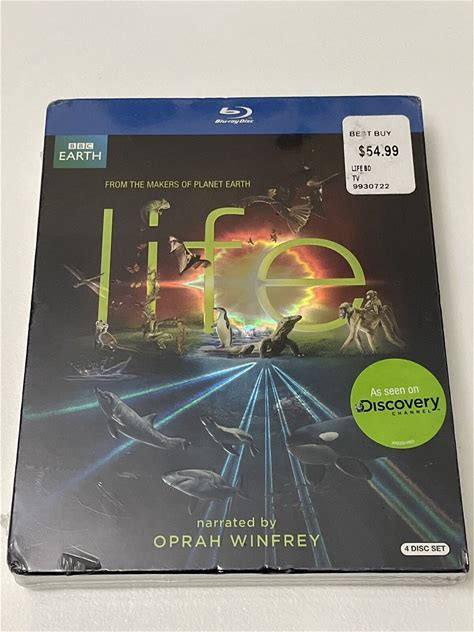 Blu-ray Disc
BBC
EARTH
BEST BUY
$54.99
LIFE BD
TV
9930722
FROM THE MAKERS OF PLANET EARTH
life
As seen on
Discovery
CHANNEL
narrated by
OPRAH WINFREY
4 DISC SET